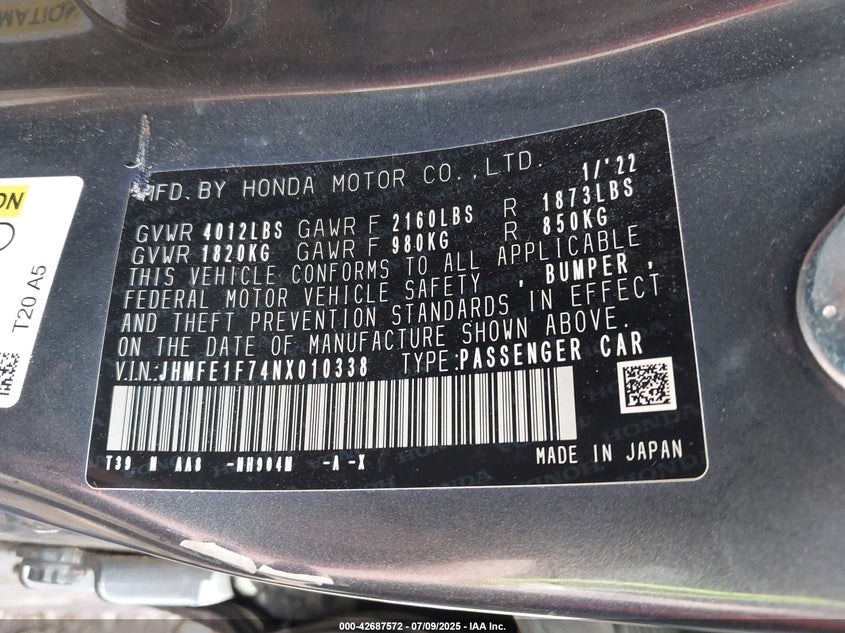 MFD. BY HONDA MOTOR CO., LTD. 1/'22
GVWR 4012LBS GAWR F 2160LBS R 1873LBS
GVWR 1820KG GAWR F 980KG R 850KG
THIS VEHICLE CONFORMS TO ALL APPLICABLE
FEDERAL MOTOR VEHICLE SAFETY , BUMPER ,
AND THEFT PREVENTION STANDARDS IN EFFECT
ON THE DATE OF MANUFACTURE SHOWN ABOVE.
V.I.N: JHMFE1F74NX010338 TYPE: PASSENGER CAR
T39 M AA8 -NH904M -A -X
MADE IN JAPAN
T20 A5
000-42687572 / 07/09/2025 - IAA Inc.